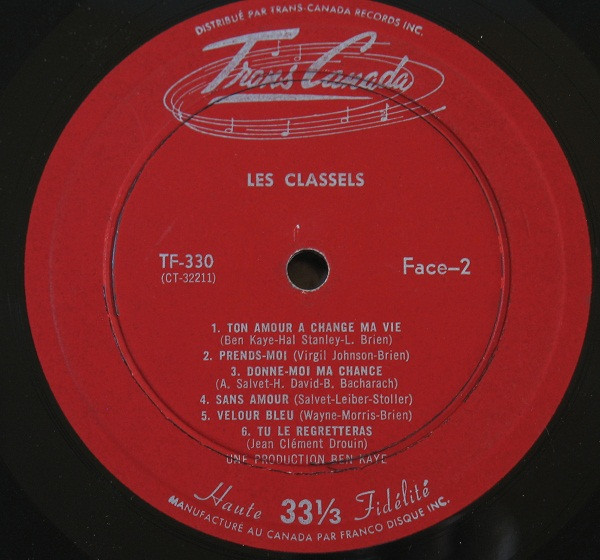 DISTRIBUÉ PAR TRANS-CANADA RECORDS INC.
Trans Canada
LES CLASSELS
TF-330
(CT-32211)
Face-2
1. TON AMOUR A CHANGE MA VIE
(Ben Kaye-Hal Stanley-L. Brien)
2. PRENDS-MOI (Virgil Johnson-Brien)
3. DONNE-MOI MA CHANCE
(A. Salvet-H. David-B. Bacharach)
4. SANS AMOUR (Salvet-Leiber-Stoller)
5. VELOUR BLEU (Wayne-Morris-Brien)
6. TU LE REGRETTERAS
(Jean Clément Drouin)
UNE PRODUCTION BEN KAYE
Haute 33⅓ Fidélité
MANUFACTURE AU CANADA PAR FRANCO DISQUE INC.